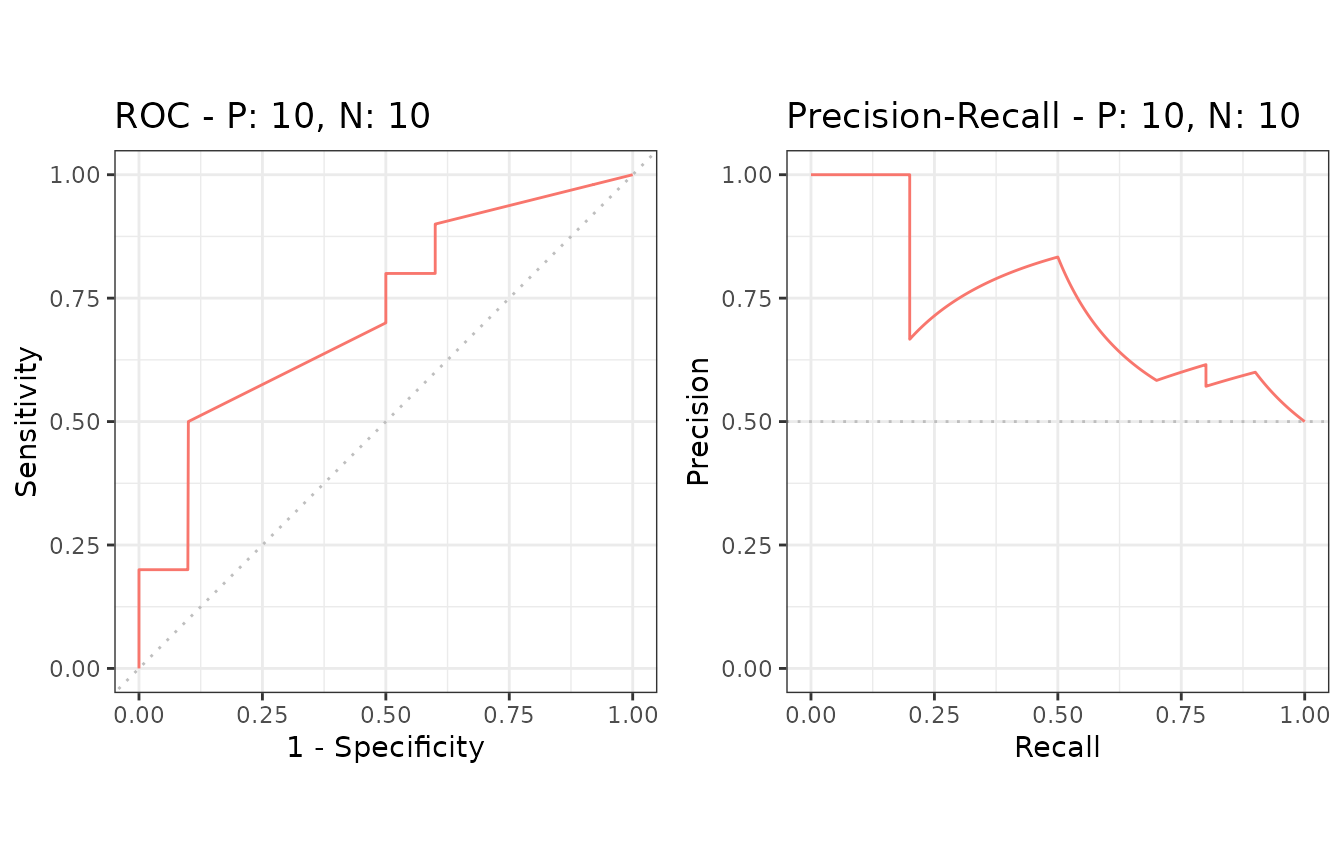 ROC - P: 10, N: 10
1.00
0.75
0.50
0.25
0.00
Sensitivity
0.00 0.25 0.50 0.75 1.00
1 - Specificity
Precision-Recall - P: 10, N: 10
1.00
0.75
0.50
0.25
0.00
Precision
0.00 0.25 0.50 0.75 1.00
Recall